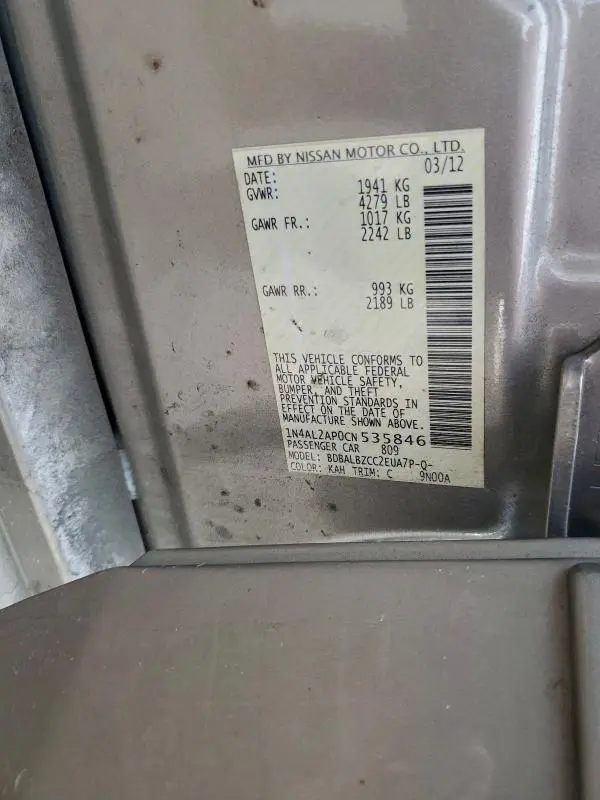 MFD BY NISSAN MOTOR CO., LTD.
DATE: 03/12
GVWR: 1941 KG
4279 LB
GAWR FR.: 1017 KG
2242 LB
GAWR RR.: 993 KG
2189 LB
THIS VEHICLE CONFORMS TO
ALL APPLICABLE FEDERAL
MOTOR VEHICLE SAFETY,
BUMPER, AND THEFT
PREVENTION STANDARDS IN
EFFECT ON THE DATE OF
MANUFACTURE SHOWN ABOVE.
1N4AL2AP0CN535846
PASSENGER CAR 809
MODEL: BDBALBZCC2EUA7P-Q-
COLOR: KAH TRIM: C 9N00A